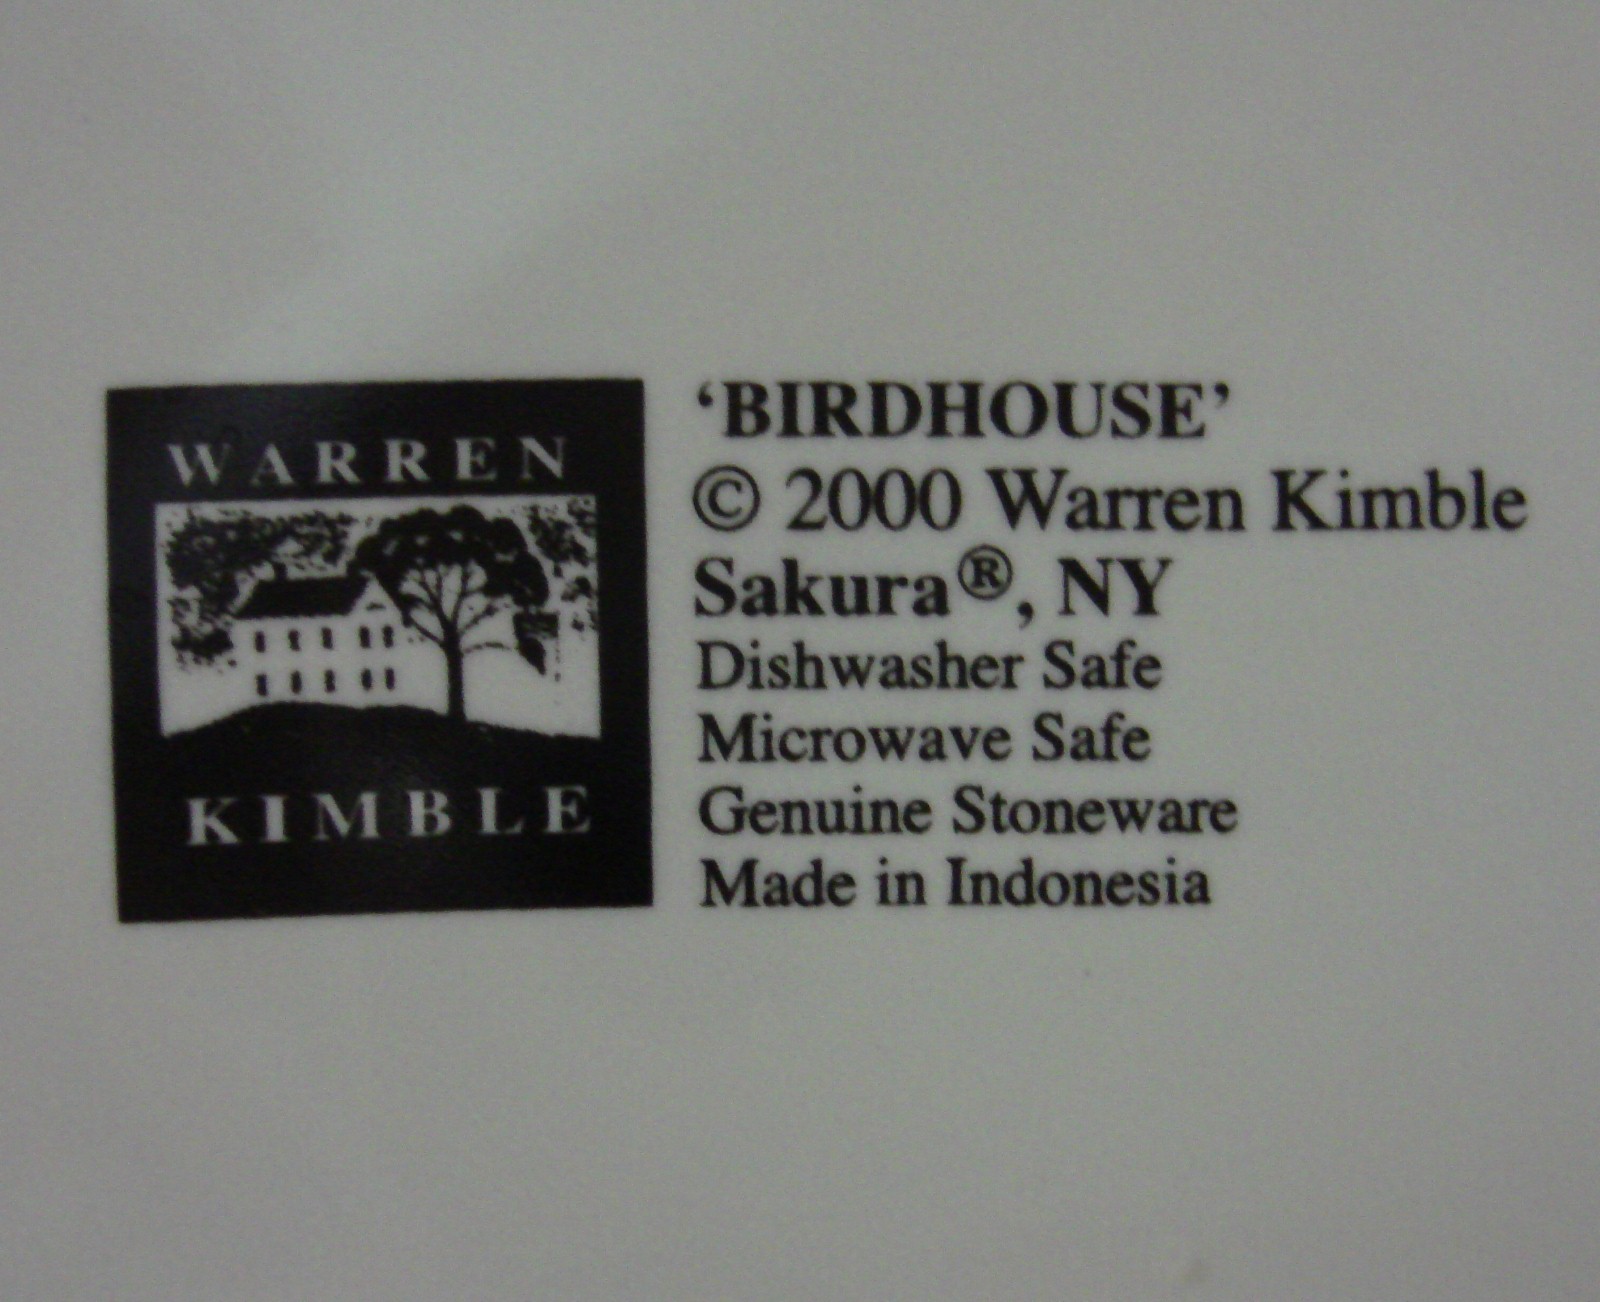 WARREN
KIMBLE
‘BIRDHOUSE’
© 2000 Warren Kimble
Sakura®, NY
Dishwasher Safe
Microwave Safe
Genuine Stoneware
Made in Indonesia